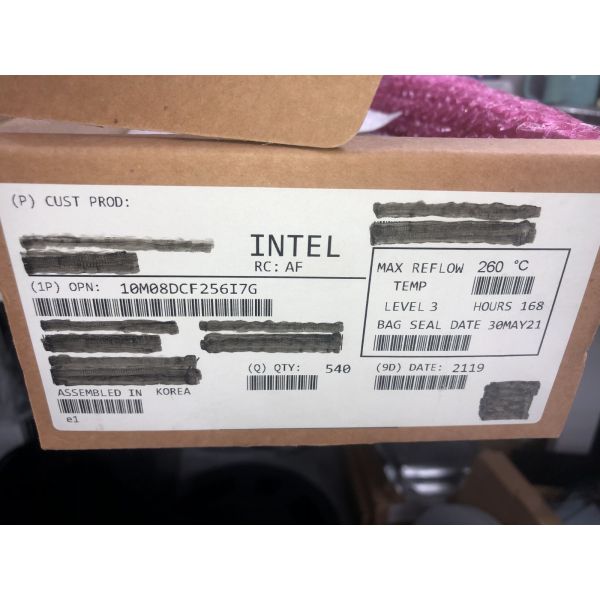 (P) CUST PROD:
INTEL
RC: AF
(1P) OPN: 10M08DCF256I7G
MAX REFLOW 260 °C
TEMP
LEVEL 3 HOURS 168
BAG SEAL DATE 30MAY21
(Q) QTY: 540
(9D) DATE: 2119
ASSEMBLED IN KOREA
e1